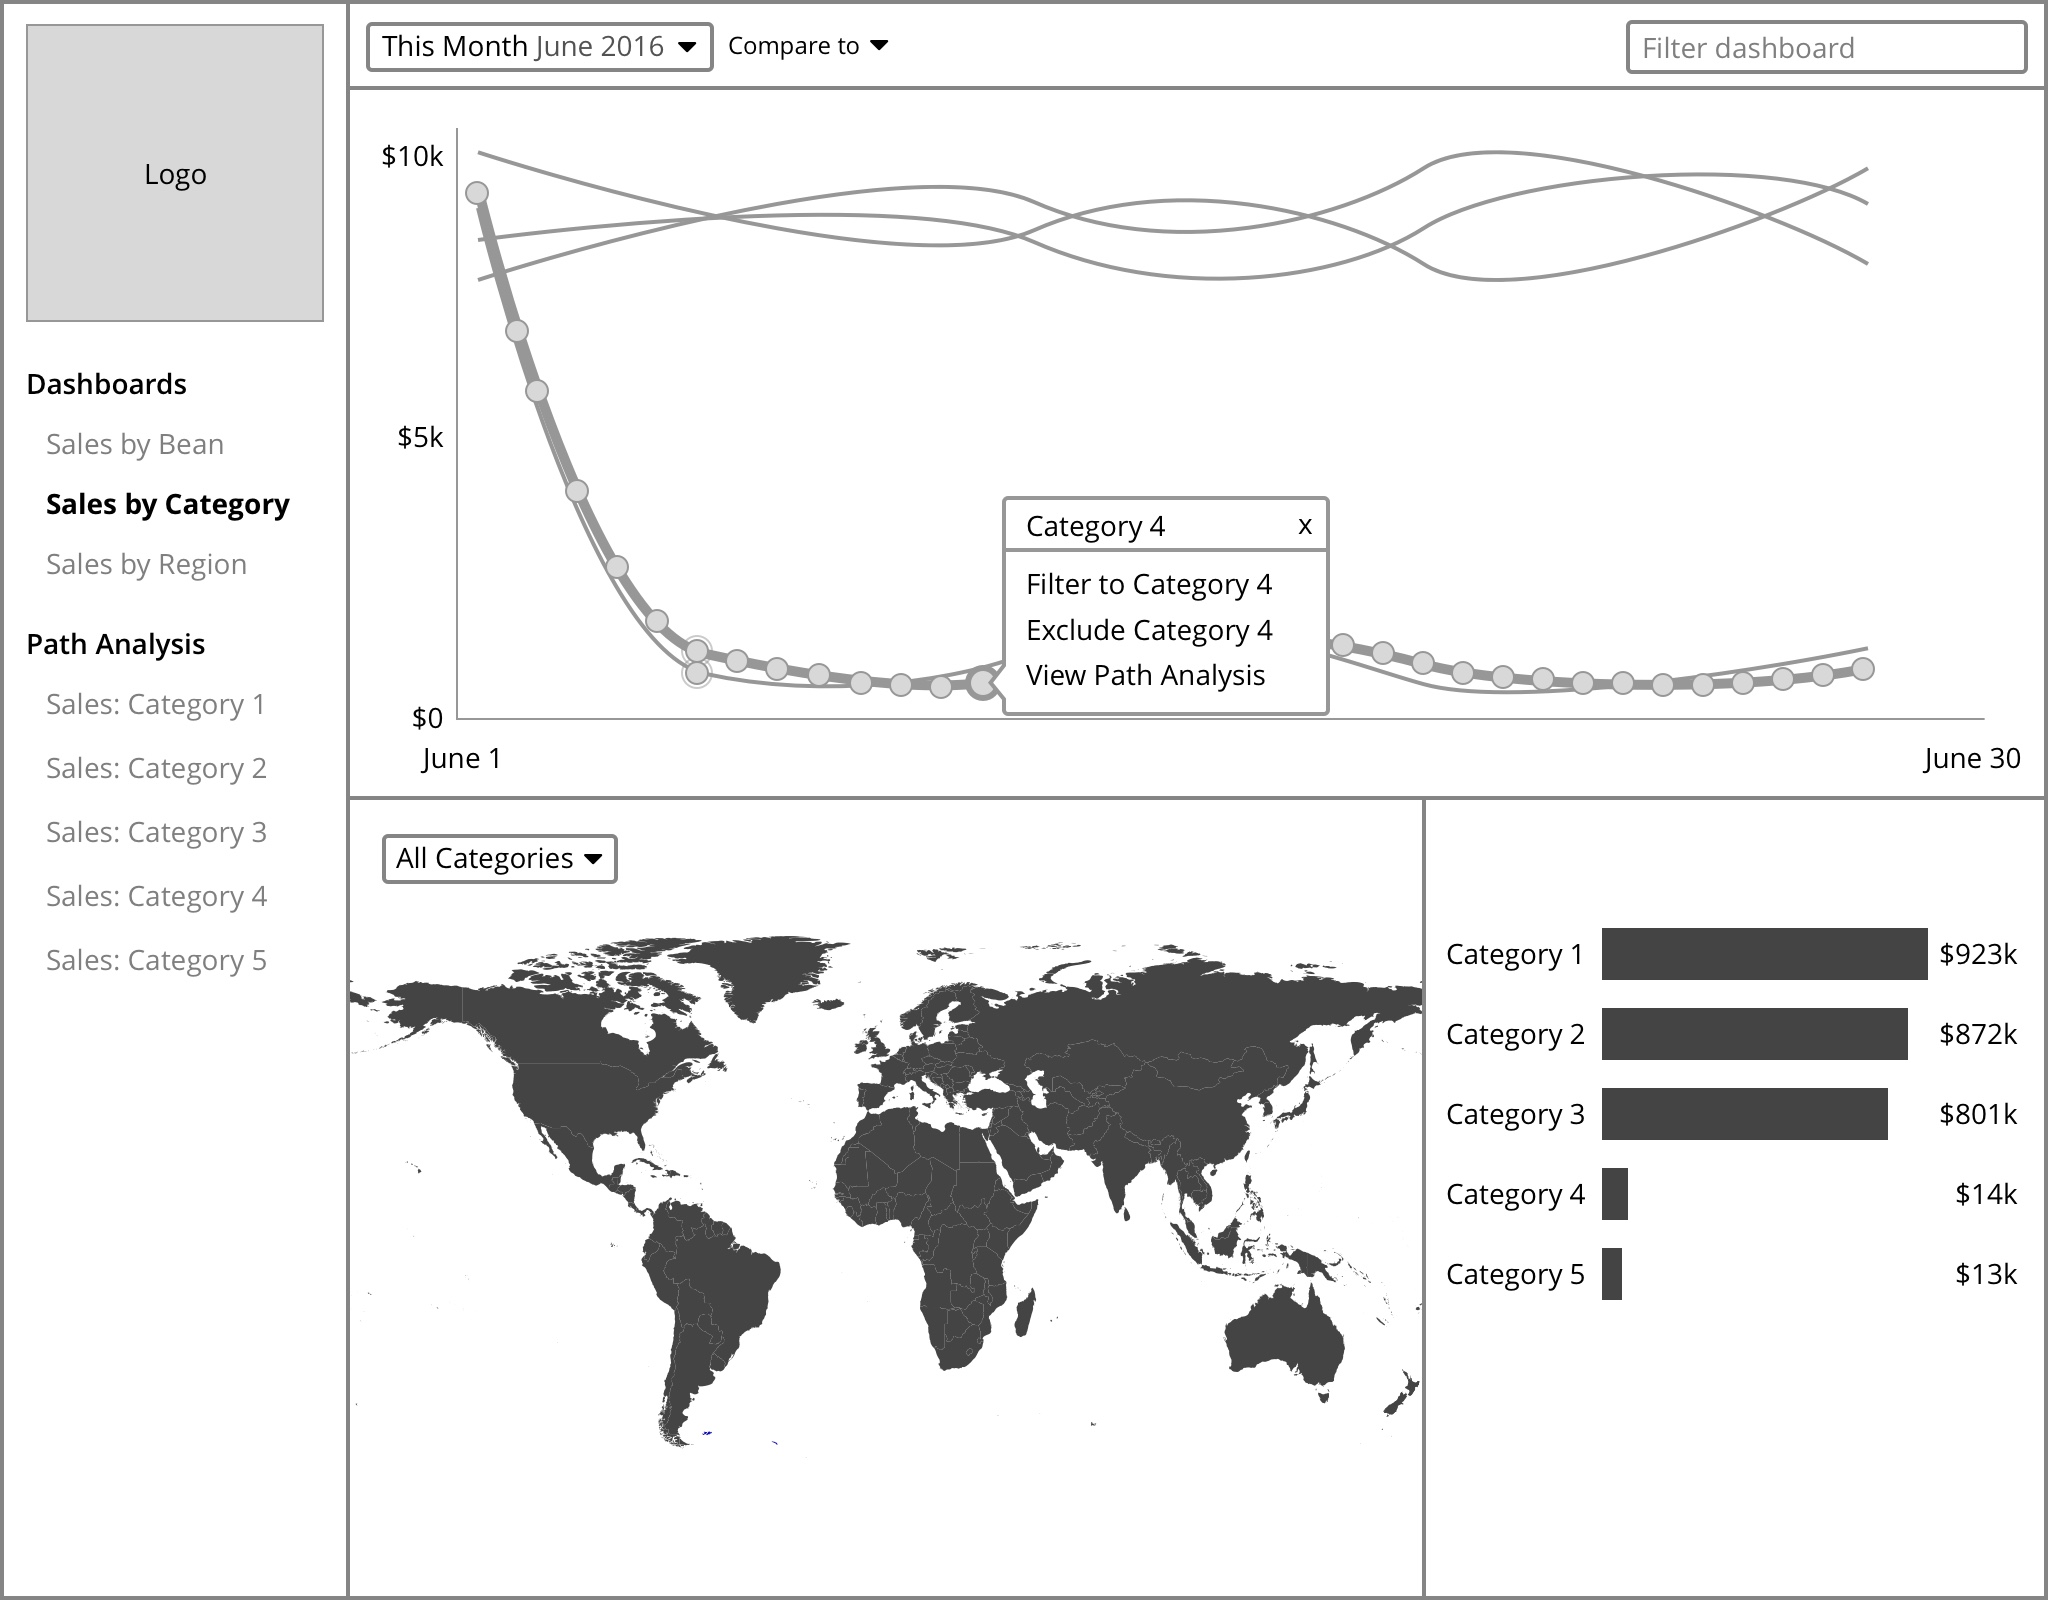 Logo
Dashboards
Sales by Bean
Sales by Category
Sales by Region
Path Analysis
Sales: Category 1
Sales: Category 2
Sales: Category 3
Sales: Category 4
Sales: Category 5
This Month June 2016
Compare to
Filter dashboard
$10k
$5k
$0
June 1
June 30
Category 4 x
Filter to Category 4
Exclude Category 4
View Path Analysis
All Categories
Category 1 $923k
Category 2 $872k
Category 3 $801k
Category 4 $14k
Category 5 $13k